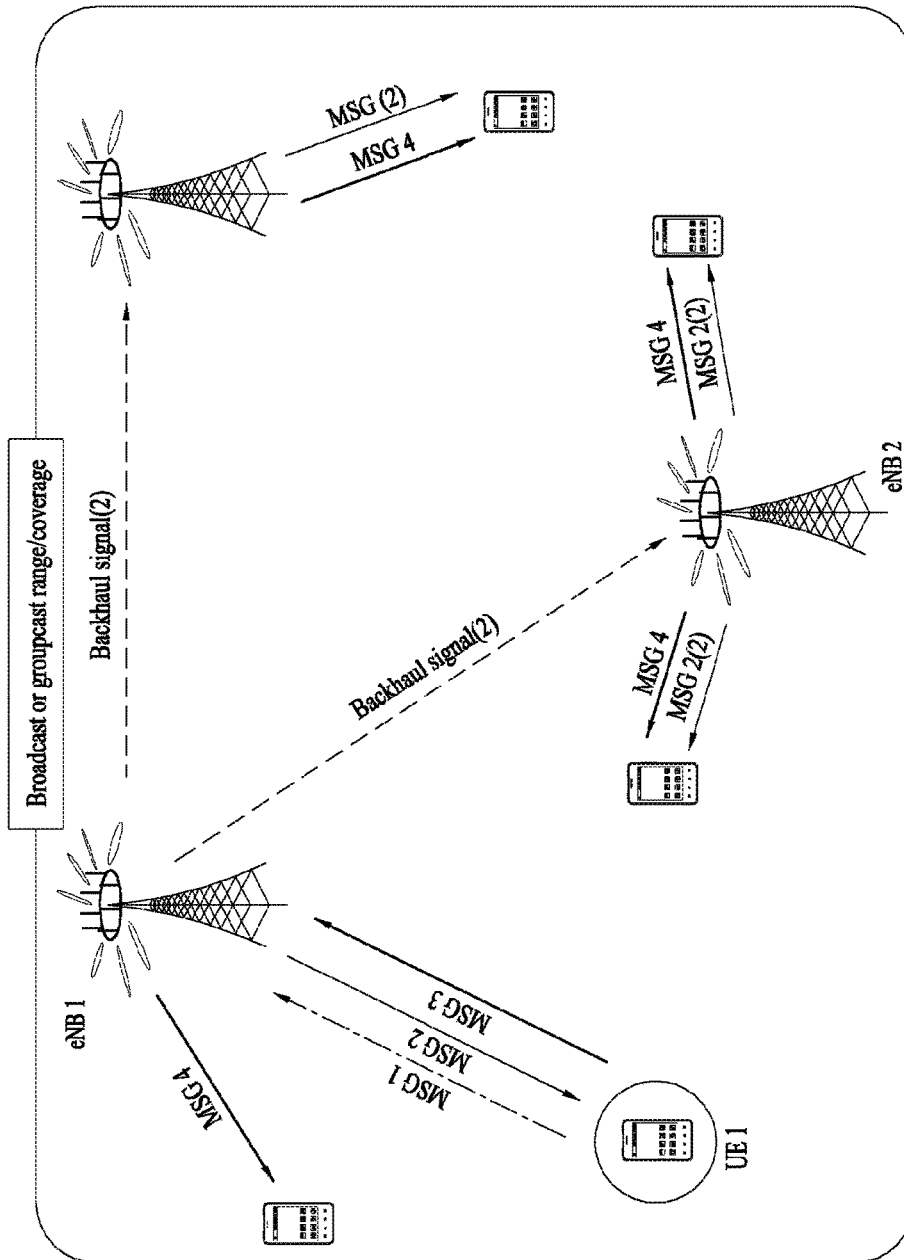 Broadcast or groupcast range/coverage
eNB 1
Backhaul signal(2)
MSG (2)
MSG 4
MSG 4
Backhaul signal(2)
MSG 3
MSG 2
MSG 1
UE 1
MSG 4
MSG 2(2)
MSG 4
MSG 2(2)
eNB 2